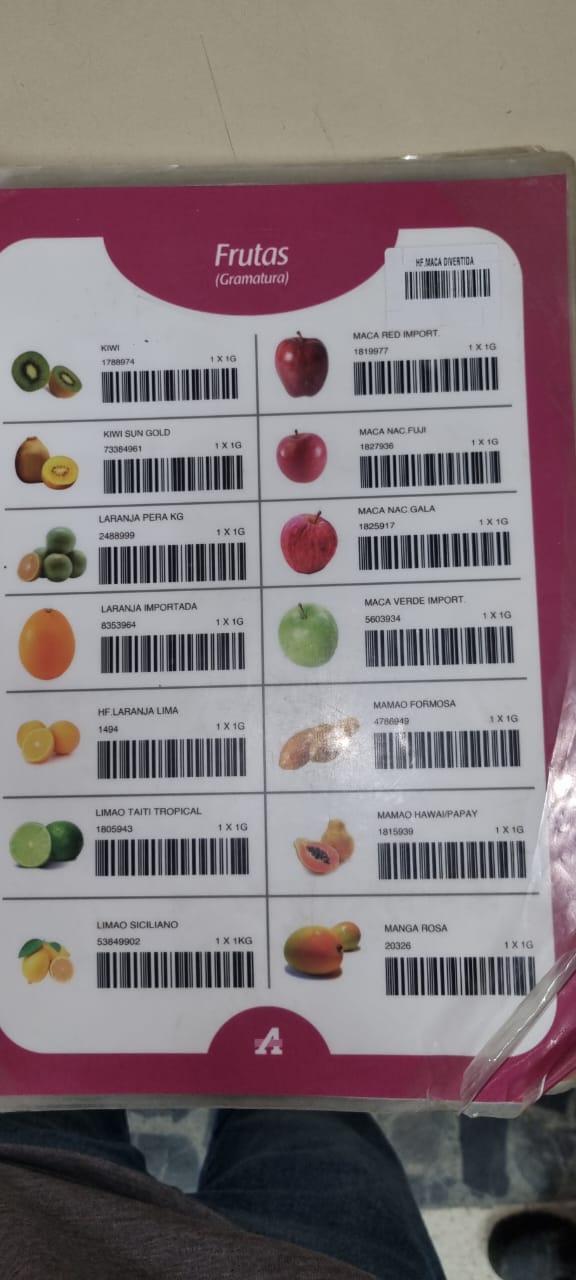 Frutas
(Gramatura)
HF.MACA DIVERTIDA
KIWI
1788974 1 X 1G
KIWI SUN GOLD
73384961 1 X 1G
LARANJA PERA KG
2488999 1 X 1G
LARANJA IMPORTADA
8353964 1 X 1G
HF.LARANJA LIMA
1494 1 X 1G
LIMAO TAITI TROPICAL
1805943 1 X 1G
LIMAO SICILIANO
53849902 1 X 1KG
MACA RED IMPORT.
1819977 1 X 1G
MACA NAC.FUJI
1827936 1 X 1G
MACA NAC.GALA
1825917 1 X 1G
MACA VERDE IMPORT.
5603934 1 X 1G
MAMAO FORMOSA
4786949 1 X 1G
MAMAO HAWAI/PAPAY
1815939 1 X 1G
MANGA ROSA
20326 1 X 1G
A